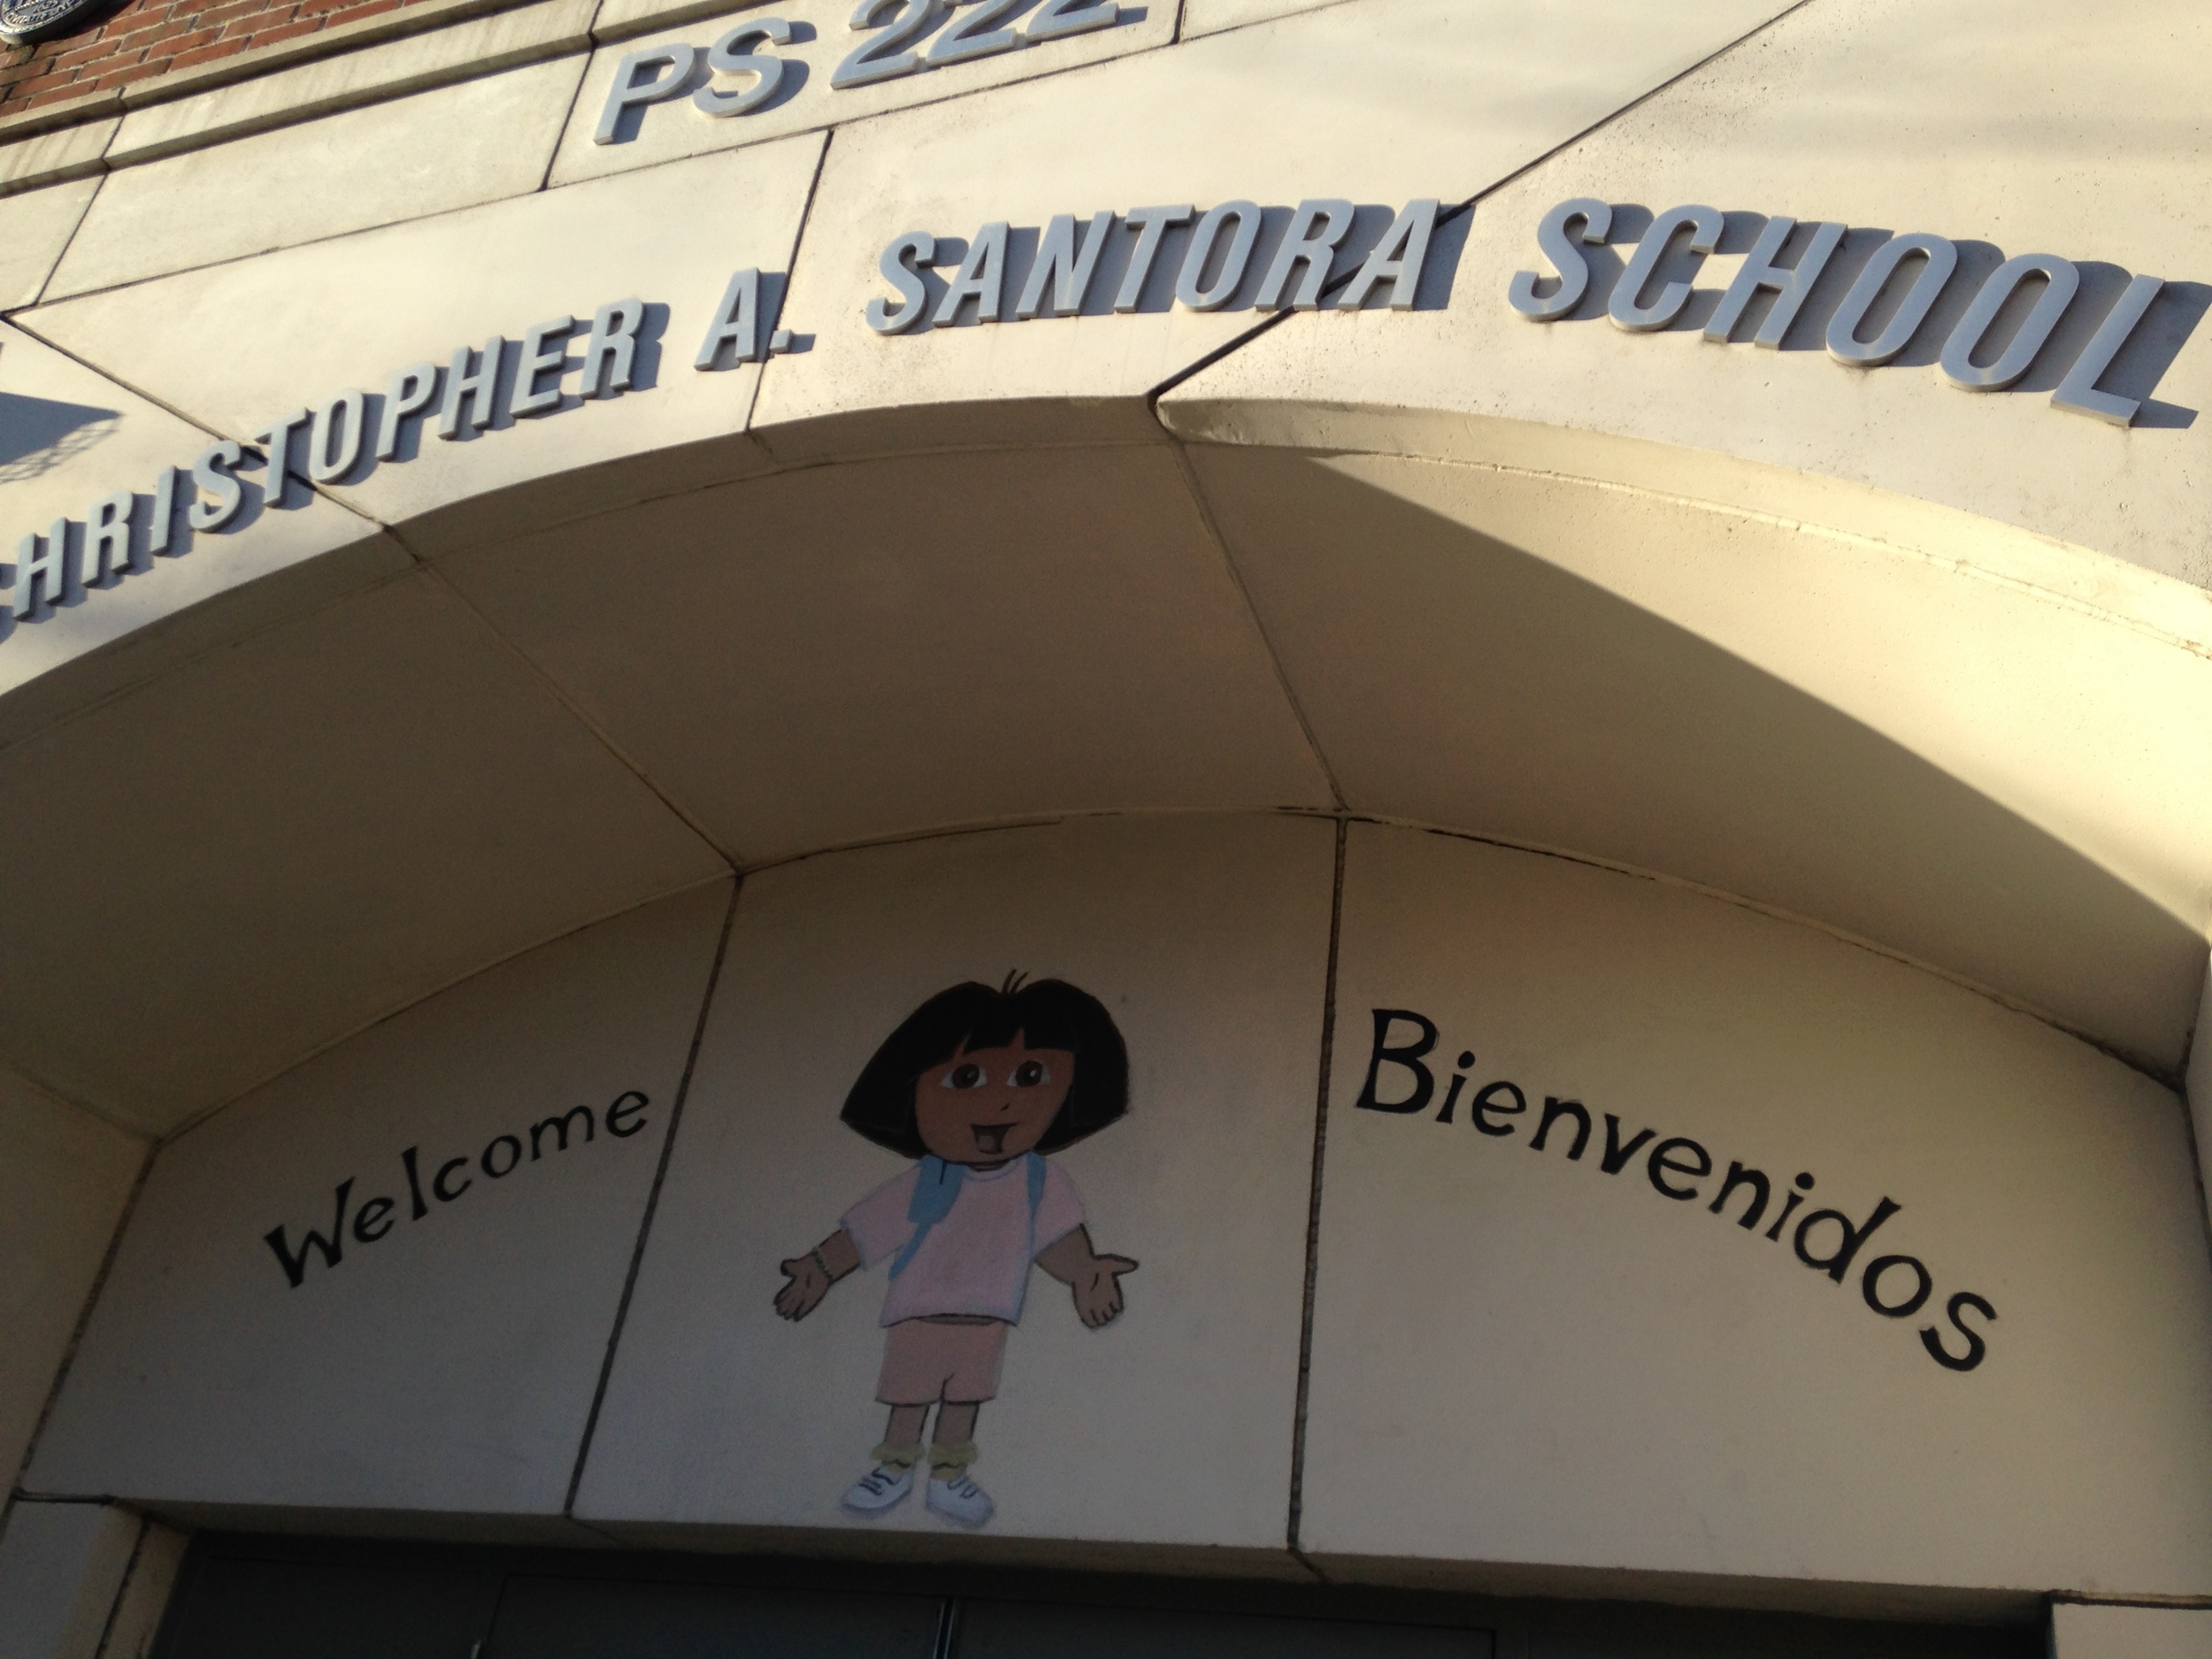 PS 222
CHRISTOPHER A. SANTORA SCHOOL
Welcome
Bienvenidos